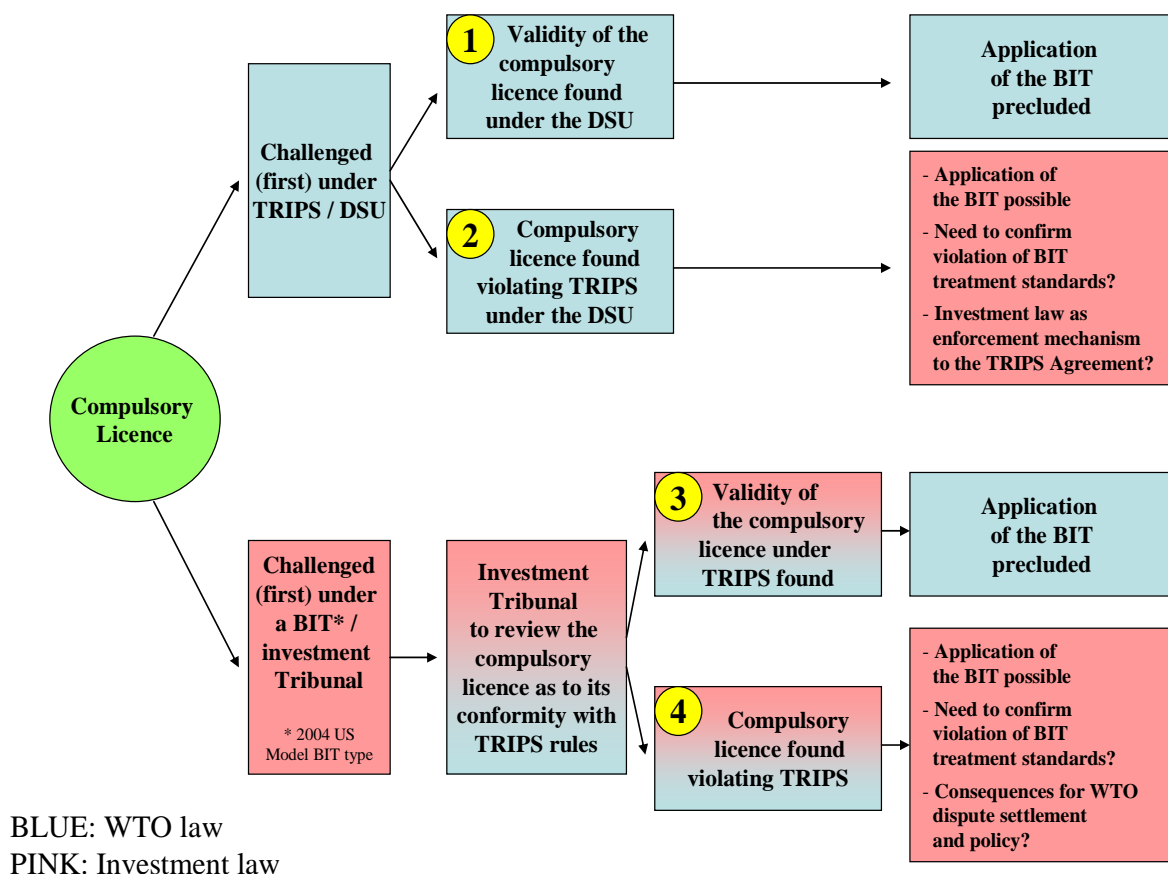 1
Validity of the
compulsory
licence found
under the DSU
Application
of the BIT
precluded
Challenged
(first) under
TRIPS / DSU
2
Compulsory
licence found
violating TRIPS
under the DSU
- Application of
the BIT possible
- Need to confirm
violation of BIT
treatment standards?
- Investment law as
enforcement mechanism
to the TRIPS Agreement?
Compulsory
Licence
Challenged
(first) under
a BIT* /
investment
Tribunal
* 2004 US
Model BIT type
Investment
Tribunal
to review the
compulsory
licence as to its
conformity with
TRIPS rules
3
Validity of
the compulsory
licence under
TRIPS found
Application
of the BIT
precluded
4
Compulsory
licence found
violating TRIPS
- Application of
the BIT possible
- Need to confirm
violation of BIT
treatment standards?
- Consequences for WTO
dispute settlement
and policy?
BLUE: WTO law
PINK: Investment law